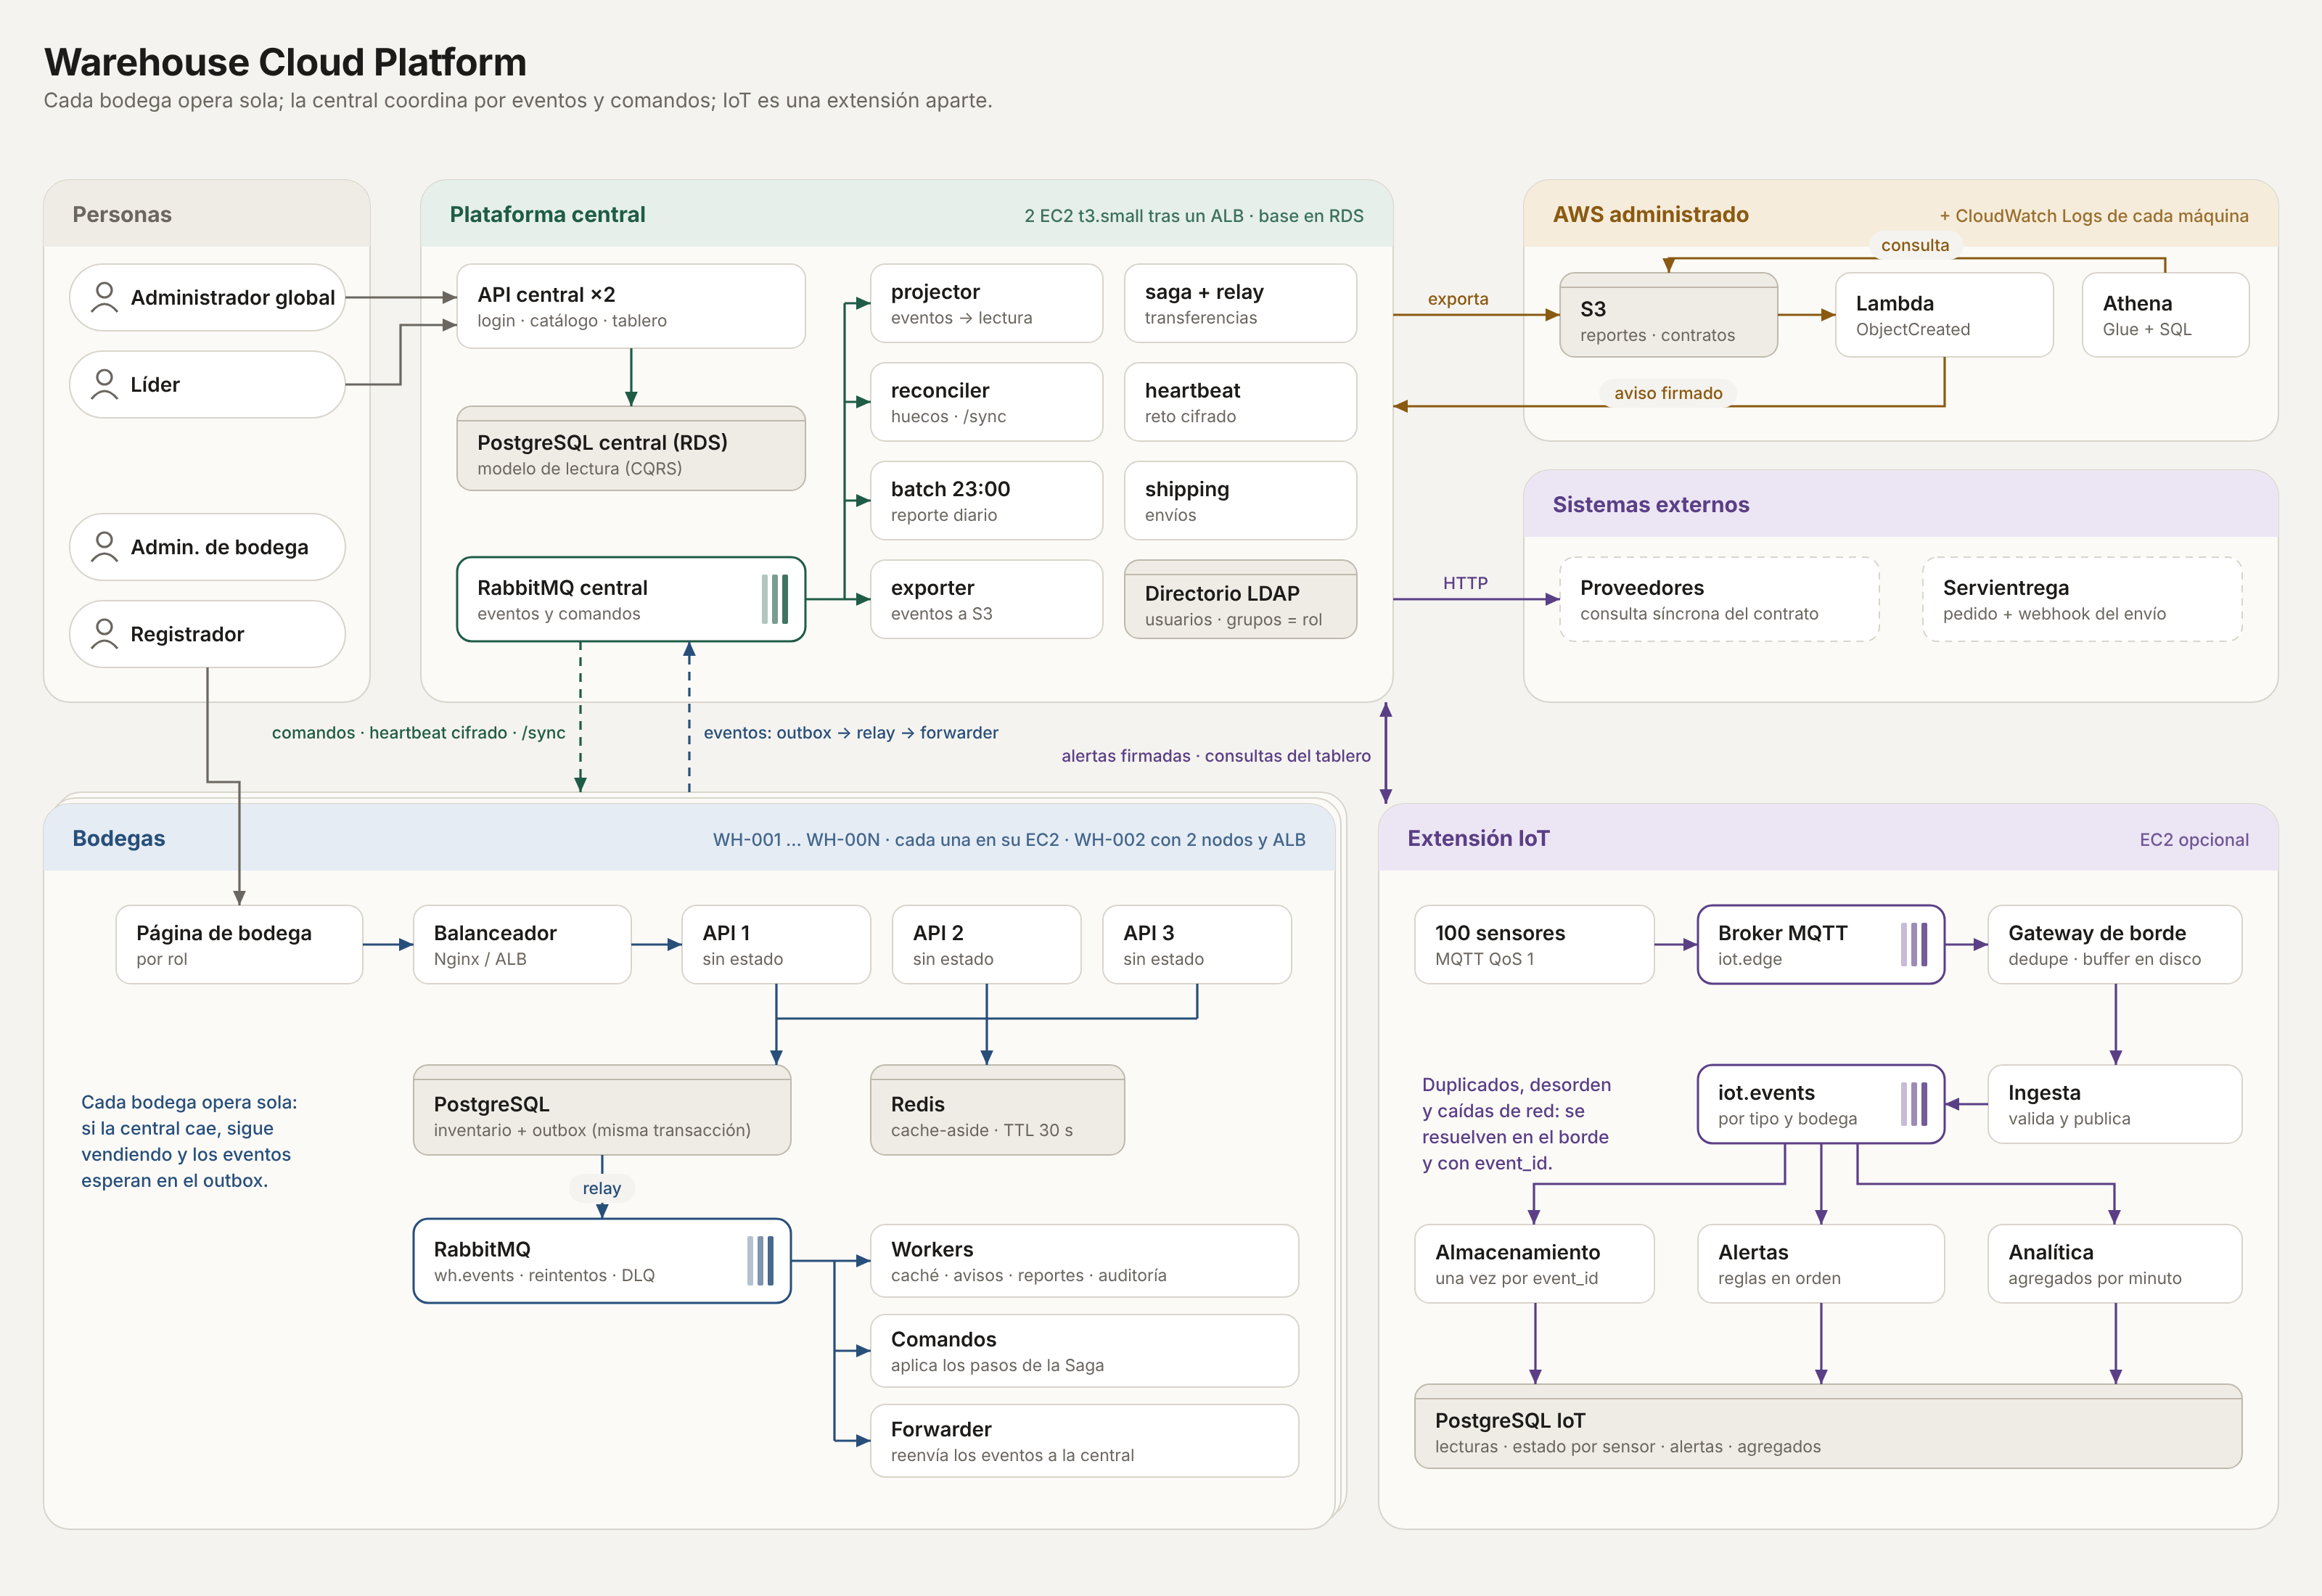 Warehouse Cloud Platform
Cada bodega opera sola; la central coordina por eventos y comandos; IoT es una extensión aparte.
Personas
Administrador global
Líder
Admin. de bodega
Registrador
Plataforma central
2 EC2 t3.small tras un ALB · base en RDS
API central ×2
login · catálogo · tablero
PostgreSQL central (RDS)
modelo de lectura (CQRS)
RabbitMQ central
eventos y comandos
projector
eventos → lectura
saga + relay
transferencias
reconciler
huecos · /sync
heartbeat
reto cifrado
batch 23:00
reporte diario
shipping
envíos
exporter
eventos a S3
Directorio LDAP
usuarios · grupos = rol
exporta
AWS administrado
+ CloudWatch Logs de cada máquina
consulta
S3
reportes · contratos
Lambda
ObjectCreated
Athena
Glue + SQL
aviso firmado
HTTP
Sistemas externos
Proveedores
consulta síncrona del contrato
Servientrega
pedido + webhook del envío
comandos · heartbeat cifrado · /sync
eventos: outbox → relay → forwarder
alertas firmadas · consultas del tablero
Bodegas
WH-001 ... WH-00N · cada una en su EC2 · WH-002 con 2 nodos y ALB
Página de bodega
por rol
Balanceador
Nginx / ALB
API 1
sin estado
API 2
sin estado
API 3
sin estado
Cada bodega opera sola:
si la central cae, sigue
vendiendo y los eventos
esperan en el outbox.
PostgreSQL
inventario + outbox (misma transacción)
Redis
cache-aside · TTL 30 s
relay
RabbitMQ
wh.events · reintentos · DLQ
Workers
caché · avisos · reportes · auditoría
Comandos
aplica los pasos de la Saga
Forwarder
reenvía los eventos a la central
Extensión IoT
EC2 opcional
100 sensores
MQTT QoS 1
Broker MQTT
iot.edge
Gateway de borde
dedupe · buffer en disco
Duplicados, desorden
y caídas de red: se
resuelven en el borde
y con event_id.
iot.events
por tipo y bodega
Ingesta
valida y publica
Almacenamiento
una vez por event_id
Alertas
reglas en orden
Analítica
agregados por minuto
PostgreSQL IoT
lecturas · estado por sensor · alertas · agregados